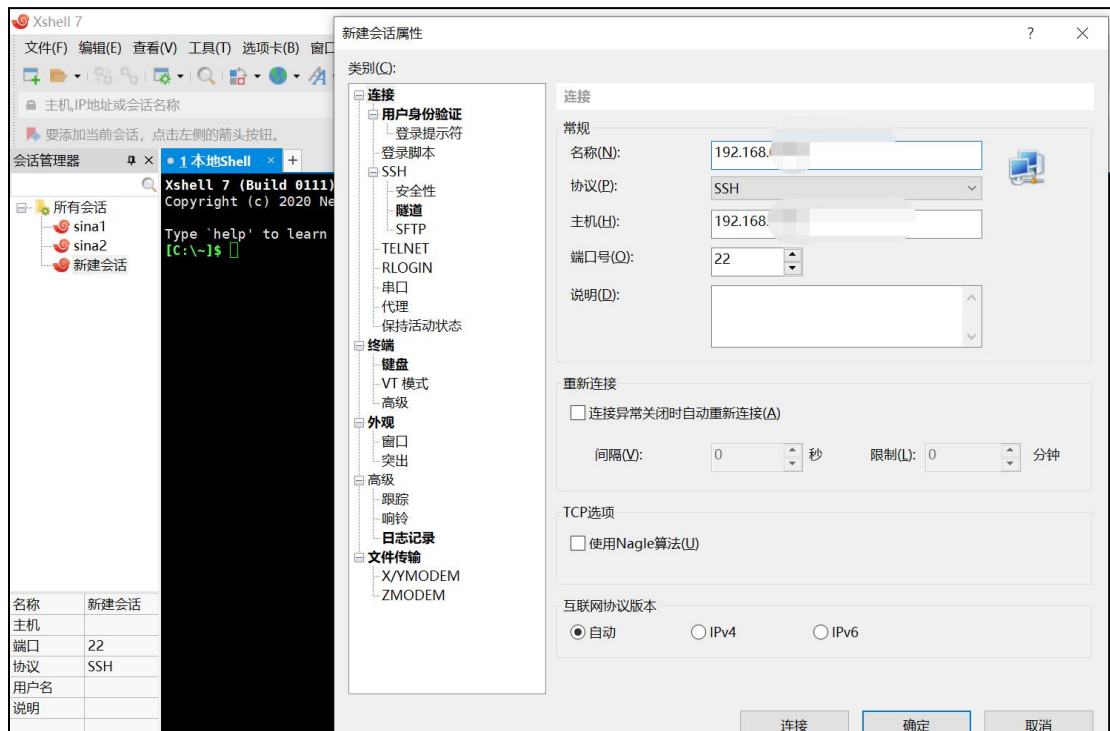 Xshell 7
文件(F) 编辑(E) 查看(V) 工具(T) 选项卡(B) 窗口
主机,IP地址或会话名称
要添加当前会话，点击左侧的箭头按钮。
会话管理器
1 本地Shell
所有会话
sina1
sina2
新建会话
Xshell 7 (Build 0111)
Copyright (c) 2020 Ne
Type `help' to learn
[C:\~]$
名称 新建会话
主机
端口 22
协议 SSH
用户名
说明
新建会话属性
类别(C):
连接
用户身份验证
登录提示符
登录脚本
SSH
安全性
隧道
SFTP
TELNET
RLOGIN
串口
代理
保持活动状态
终端
键盘
VT 模式
高级
外观
窗口
突出
高级
跟踪
响铃
日志记录
文件传输
X/YMODEM
ZMODEM
连接
常规
名称(N): 192.168.
协议(P): SSH
主机(H): 192.168.
端口号(O): 22
说明(D):
重新连接
连接异常关闭时自动重新连接(A)
间隔(V): 0 秒 限制(L): 0 分钟
TCP选项
使用Nagle算法(U)
互联网协议版本
自动 IPv4 IPv6
连接 确定 取消